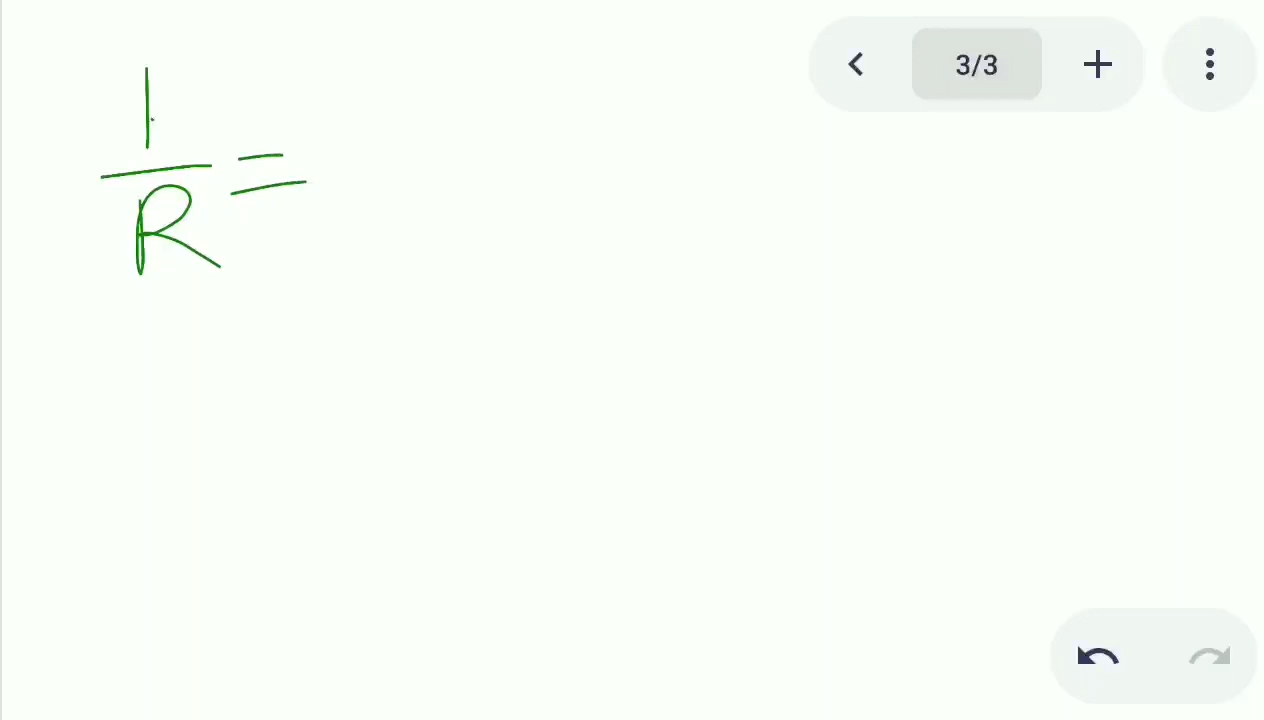 3/3
1/R =